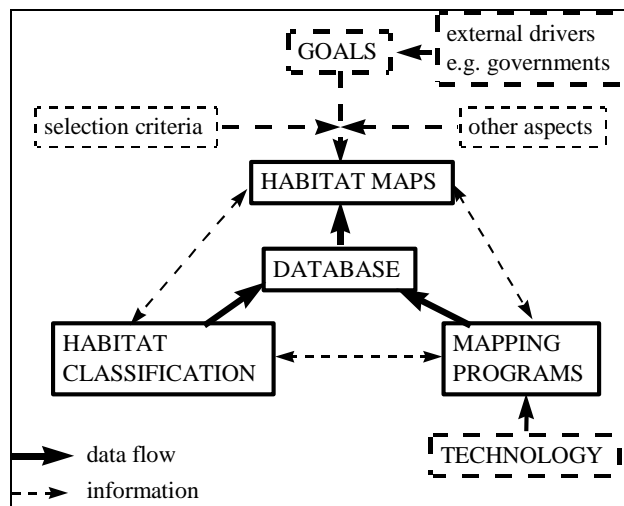 external drivers
e.g. governments
GOALS
selection criteria
other aspects
HABITAT MAPS
DATABASE
HABITAT
CLASSIFICATION
MAPPING
PROGRAMS
data flow
TECHNOLOGY
information